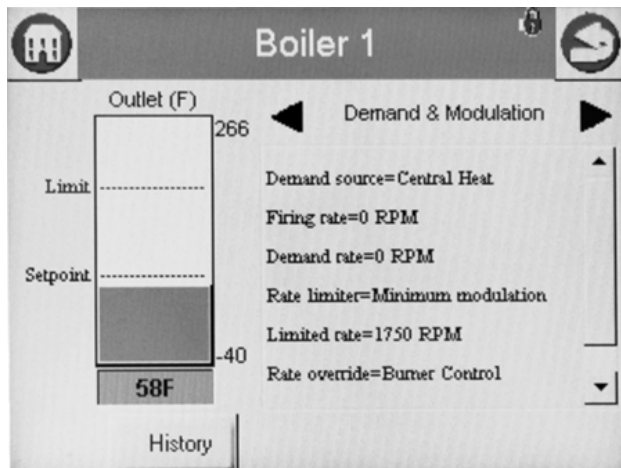 Boiler 1
Outlet (F)
266
Limit
Setpoint
-40
58F
History
Demand & Modulation
Demand source=Central Heat
Firing rate=0 RPM
Demand rate=0 RPM
Rate limiter=Minimum modulation
Limited rate=1750 RPM
Rate override=Burner Control